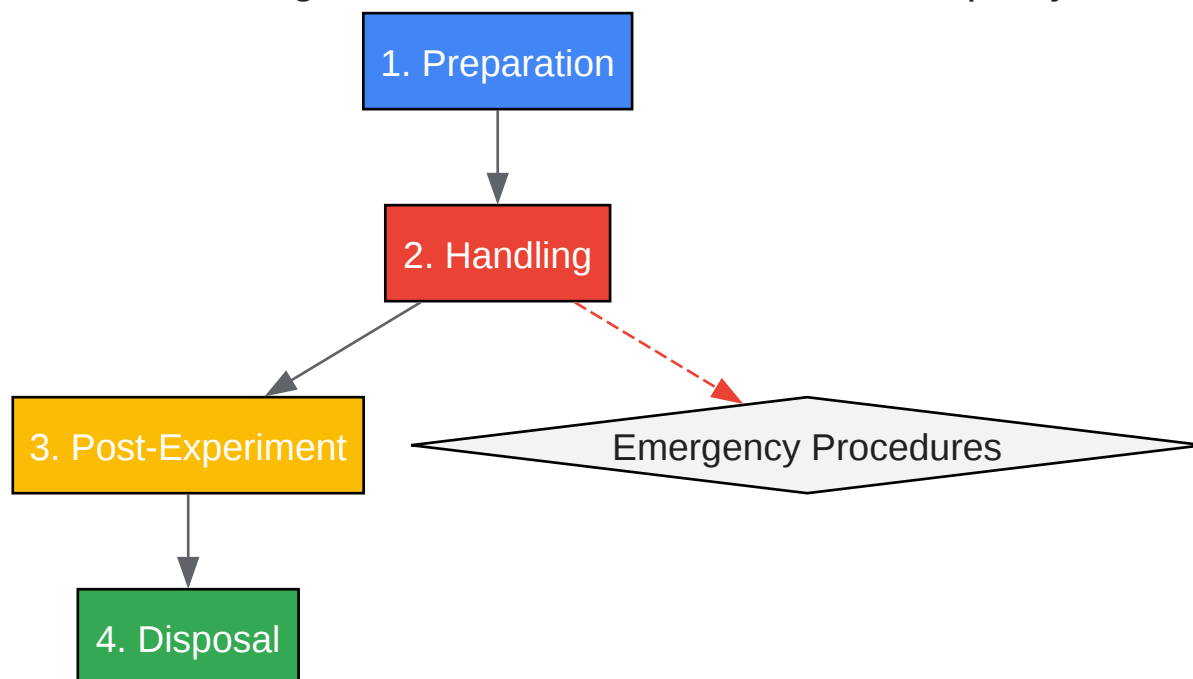 1. Preparation
2. Handling
3. Post-Experiment
Emergency Procedures
4. Disposal